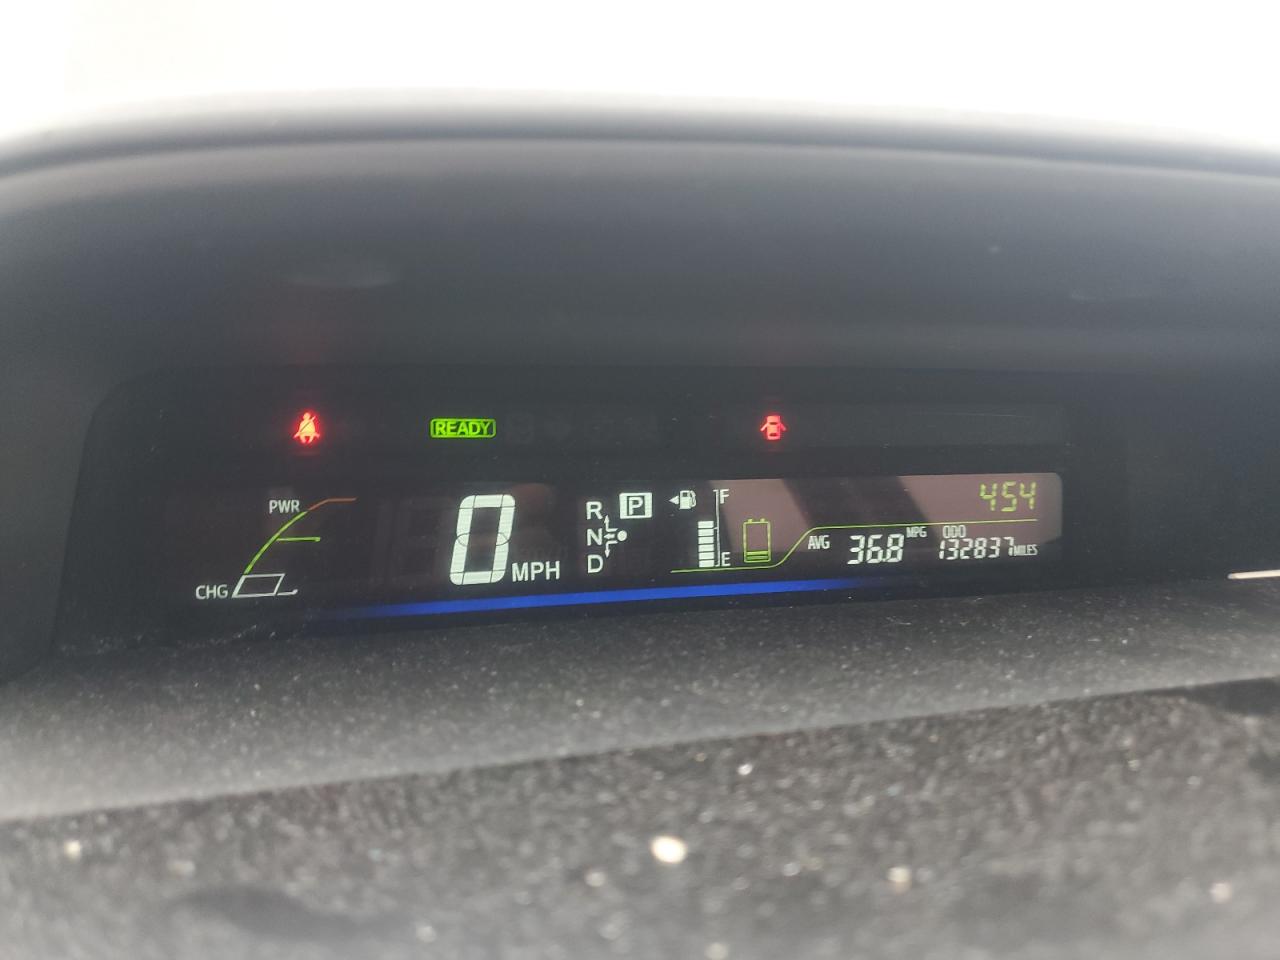 READY
PWR
CHG
0 MPH
R P
N
D
F
E
454
AVG 36.8 MPG
ODO 132837 MILES